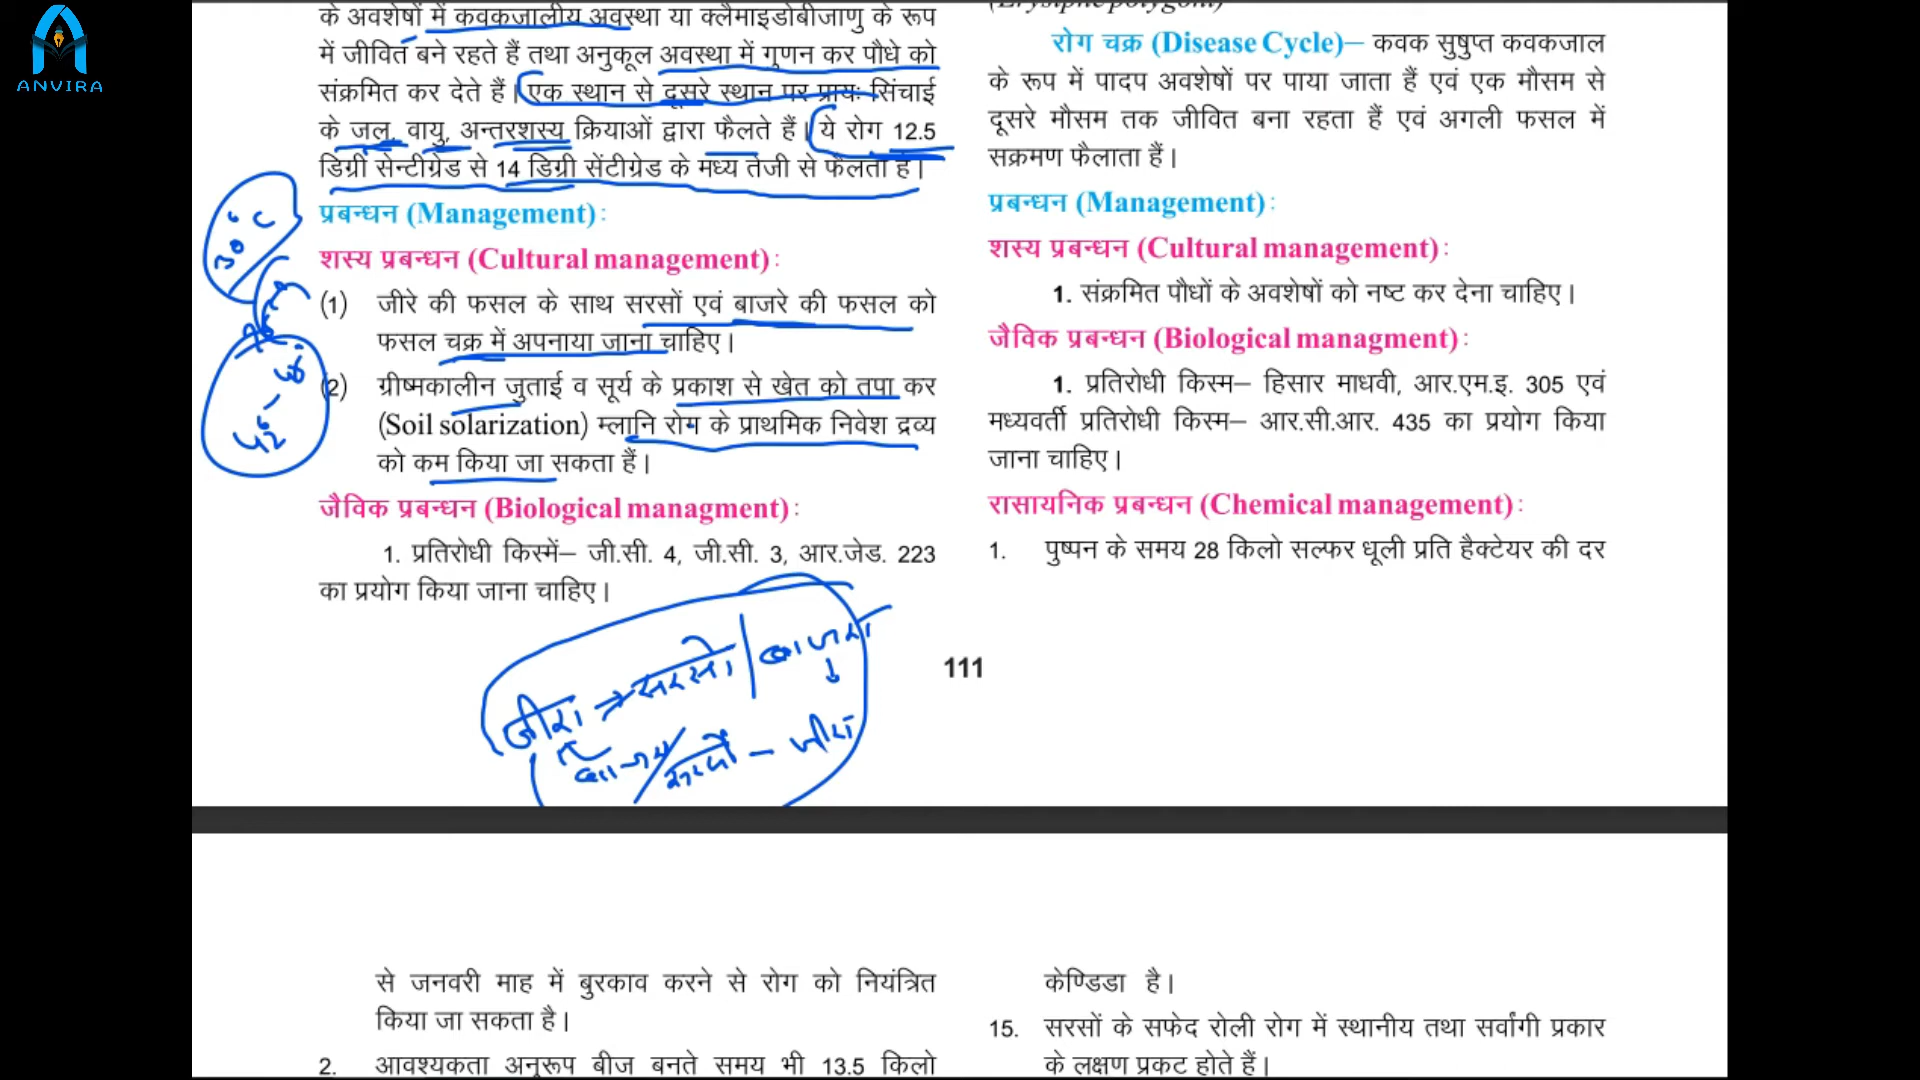 ANVIRA
के अवशेषों में कवकजालीय अवस्था या क्लैमाइडोबीजाणु के रूप
में जीवित बने रहते हैं तथा अनुकूल अवस्था में गुणन कर पौधे को
संक्रमित कर देते हैं। एक स्थान से दूसरे स्थान पर प्रायः सिंचाई
के जल, वायु, अन्तरशस्य क्रियाओं द्वारा फैलते हैं। ये रोग 12.5
डिग्री सेन्टीग्रेड से 14 डिग्री सेंटीग्रेड के मध्य तेजी से फैलता है।
30°C
प्रबन्धन (Management):
शस्य प्रबन्धन (Cultural management):
(1) जीरे की फसल के साथ सरसों एवं बाजरे की फसल को
फसल चक्र में अपनाया जाना चाहिए।
(2) ग्रीष्मकालीन जुताई व सूर्य के प्रकाश से खेत को तपा कर
(Soil solarization) म्लानि रोग के प्राथमिक निवेश द्रव्य
को कम किया जा सकता हैं।
जैविक प्रबन्धन (Biological managment):
1. प्रतिरोधी किस्में– जी.सी. 4, जी.सी. 3, आर.जेड. 223
का प्रयोग किया जाना चाहिए।
जीरा → सरसो | बाजरा
बाजरा/सरसों – जीरा
रोग चक्र (Disease Cycle)– कवक सुषुप्त कवकजाल
के रूप में पादप अवशेषों पर पाया जाता हैं एवं एक मौसम से
दूसरे मौसम तक जीवित बना रहता हैं एवं अगली फसल में
सक्रमण फैलाता हैं।
प्रबन्धन (Management):
शस्य प्रबन्धन (Cultural management):
1. संक्रमित पौधों के अवशेषों को नष्ट कर देना चाहिए।
जैविक प्रबन्धन (Biological managment):
1. प्रतिरोधी किस्म– हिसार माधवी, आर.एम.इ. 305 एवं
मध्यवर्ती प्रतिरोधी किस्म– आर.सी.आर. 435 का प्रयोग किया
जाना चाहिए।
रासायनिक प्रबन्धन (Chemical management):
1. पुष्पन के समय 28 किलो सल्फर धूली प्रति हैक्टेयर की दर
111
से जनवरी माह में बुरकाव करने से रोग को नियंत्रित
किया जा सकता है।
2. आवश्यकता अनुरूप बीज बनते समय भी 13.5 किलो
केण्डिडा है।
15. सरसों के सफेद रोली रोग में स्थानीय तथा सर्वांगी प्रकार
के लक्षण प्रकट होते हैं।